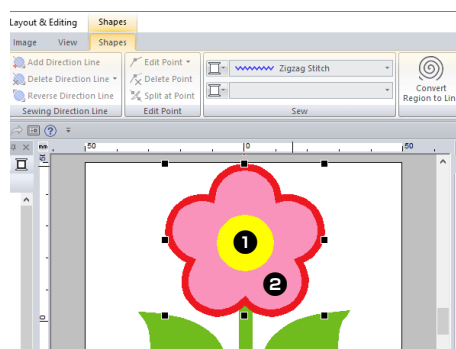 Layout & Editing Shapes
Image View Shapes
Add Direction Line
Delete Direction Line
Reverse Direction Line
Sewing Direction Line
Edit Point
Delete Point
Split at Point
Edit Point
Zigzag Stitch
Sew
Convert
Region to Lin
mm
50 0 50
1
2
0